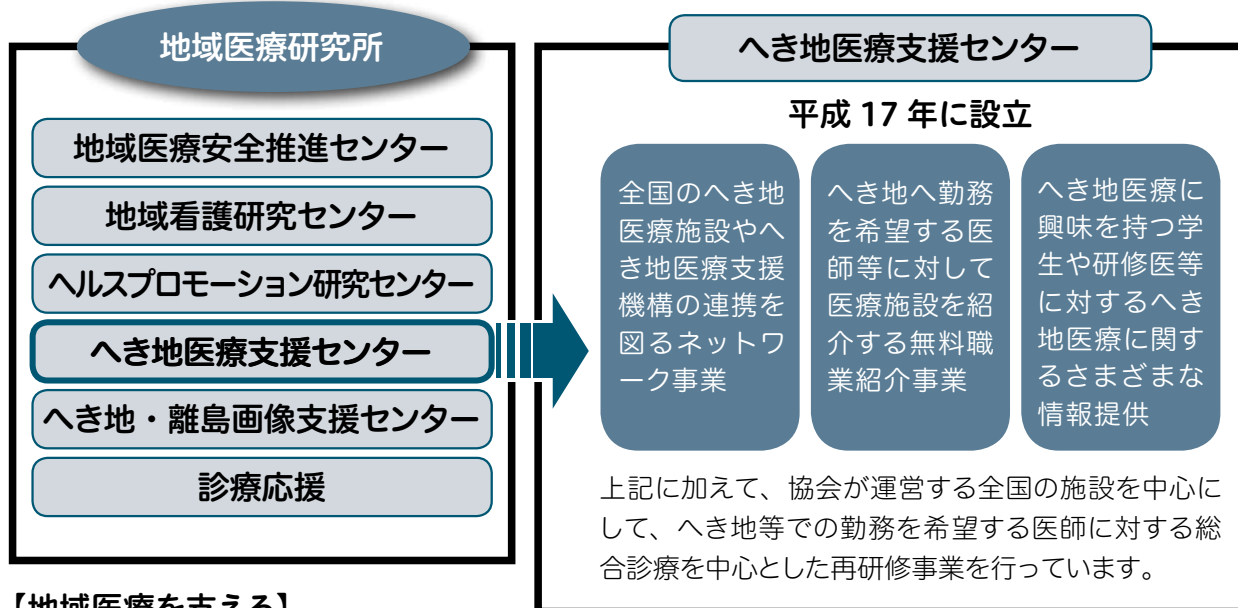 地域医療研究所
地域医療安全推進センター
地域看護研究センター
ヘルスプロモーション研究センター
へき地医療支援センター
へき地・離島画像支援センター
診療応援
へき地医療支援センター
平成 17 年に設立
全国のへき地
医療施設やへ
き地医療支援
機構の連携を
図るネットワ
ーク事業
へき地へ勤務
を希望する医
師等に対して
医療施設を紹
介する無料職
業紹介事業
へき地医療に
興味を持つ学
生や研修医等
に対するへき
地医療に関す
るさまざまな
情報提供
上記に加えて、協会が運営する全国の施設を中心に
して、へき地等での勤務を希望する医師に対する総
合診療を中心とした再研修事業を行っています。
【地域医療を支える】